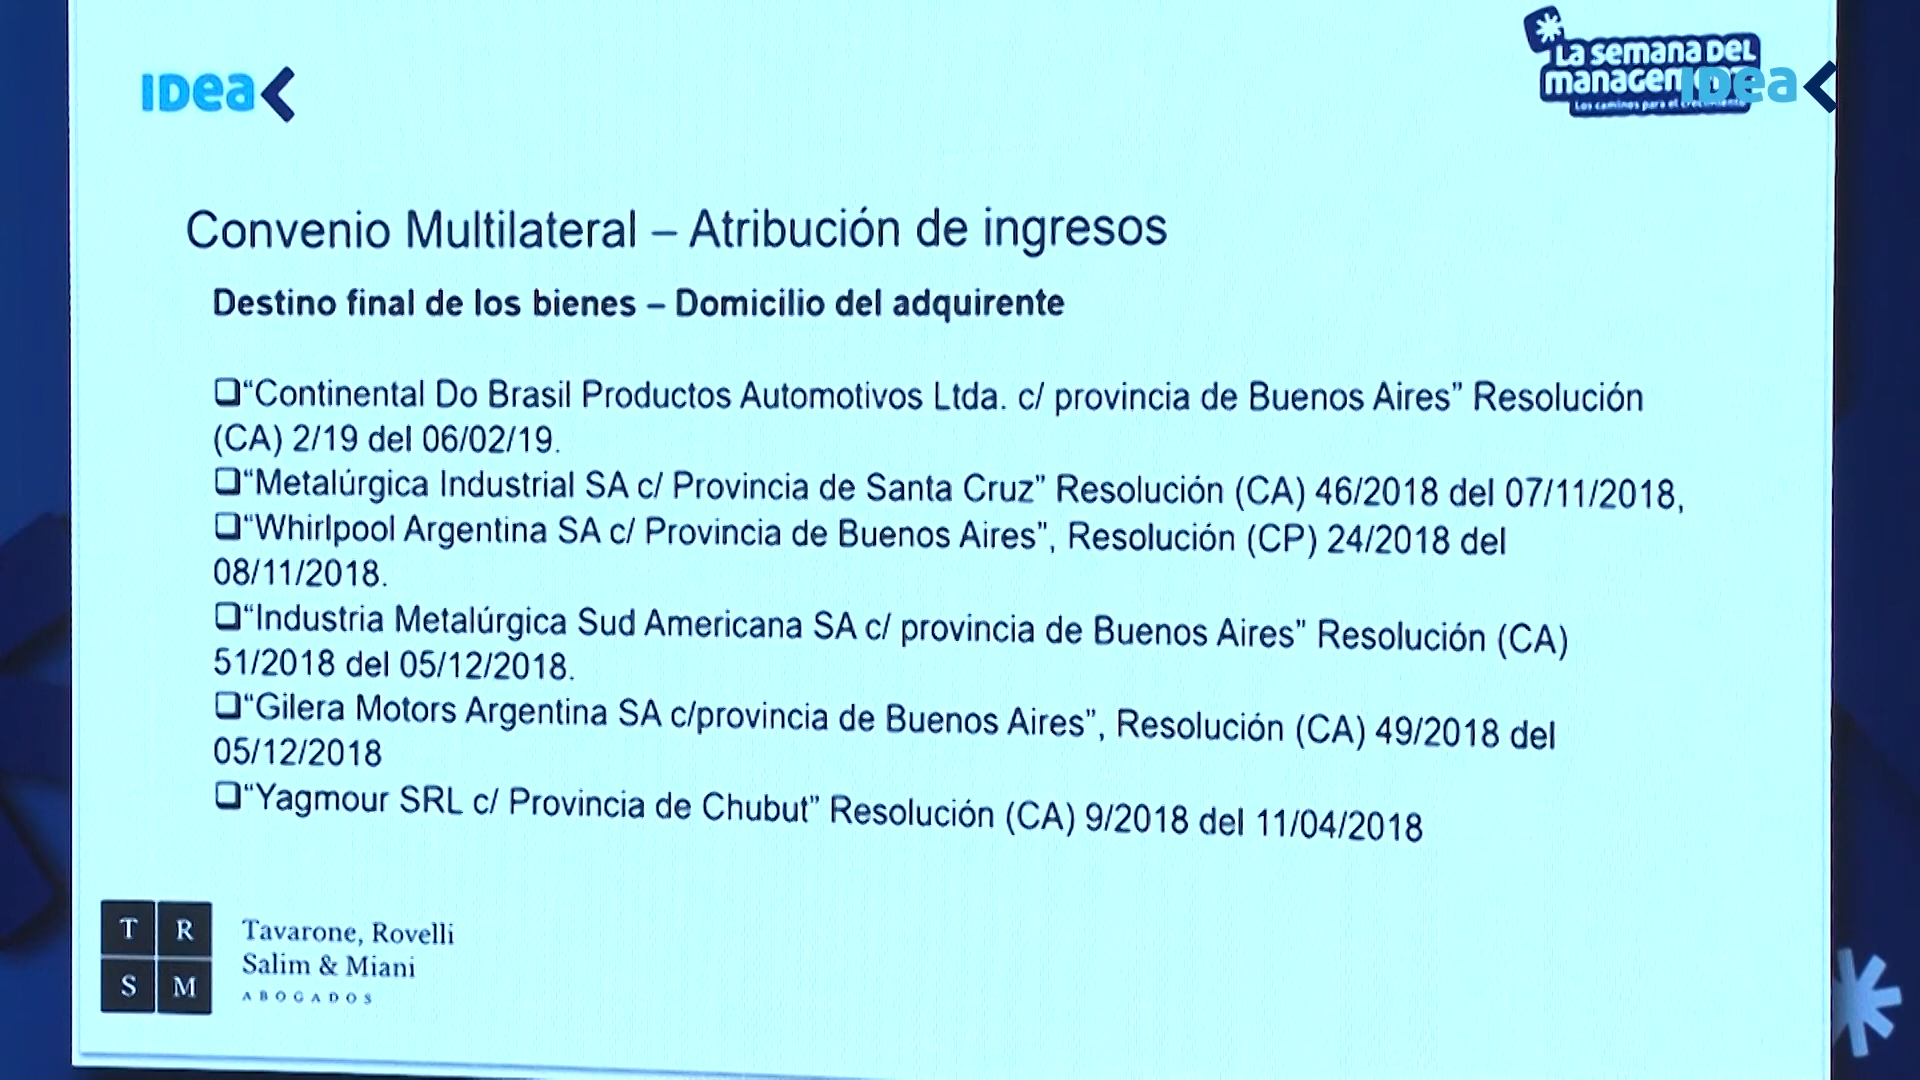 IDea
La semana DEL
managem
Los caminos para el crecimiento
IDea
Convenio Multilateral – Atribución de ingresos
Destino final de los bienes – Domicilio del adquirente
❑“Continental Do Brasil Productos Automotivos Ltda. c/ provincia de Buenos Aires” Resolución
(CA) 2/19 del 06/02/19.
❑“Metalúrgica Industrial SA c/ Provincia de Santa Cruz” Resolución (CA) 46/2018 del 07/11/2018,
❑“Whirlpool Argentina SA c/ Provincia de Buenos Aires”, Resolución (CP) 24/2018 del
08/11/2018.
❑“Industria Metalúrgica Sud Americana SA c/ provincia de Buenos Aires” Resolución (CA)
51/2018 del 05/12/2018.
❑“Gilera Motors Argentina SA c/provincia de Buenos Aires”, Resolución (CA) 49/2018 del
05/12/2018
❑“Yagmour SRL c/ Provincia de Chubut” Resolución (CA) 9/2018 del 11/04/2018
T R
S M
Tavarone, Rovelli
Salim & Miani
ABOGADOS